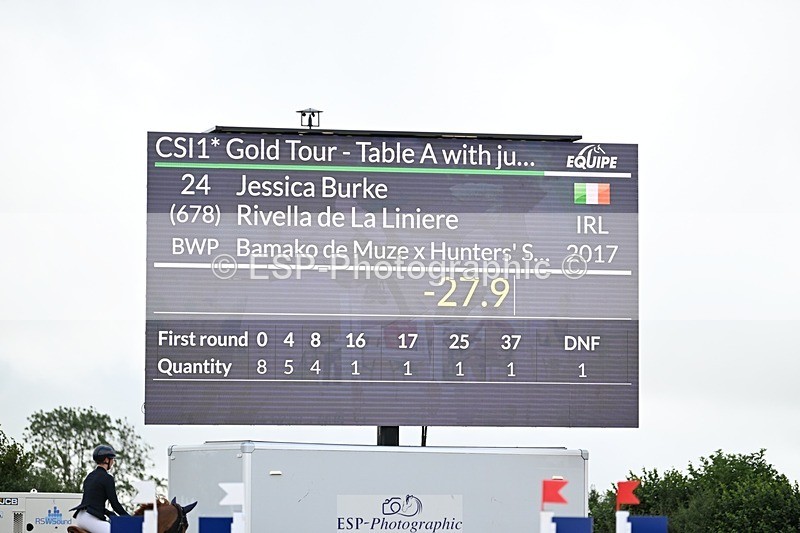 CSI1* Gold Tour - Table A with ju... EQUIPE
24 Jessica Burke
(678) Rivella de La Liniere IRL
BWP Bamako de Muze x Hunters' S... 2017
© ESP-Photographic ©
-27.9
First round 0 4 8 16 17 25 37 DNF
Quantity 8 5 4 1 1 1 1 1
JCB
RSWSound
ESP-Photographic